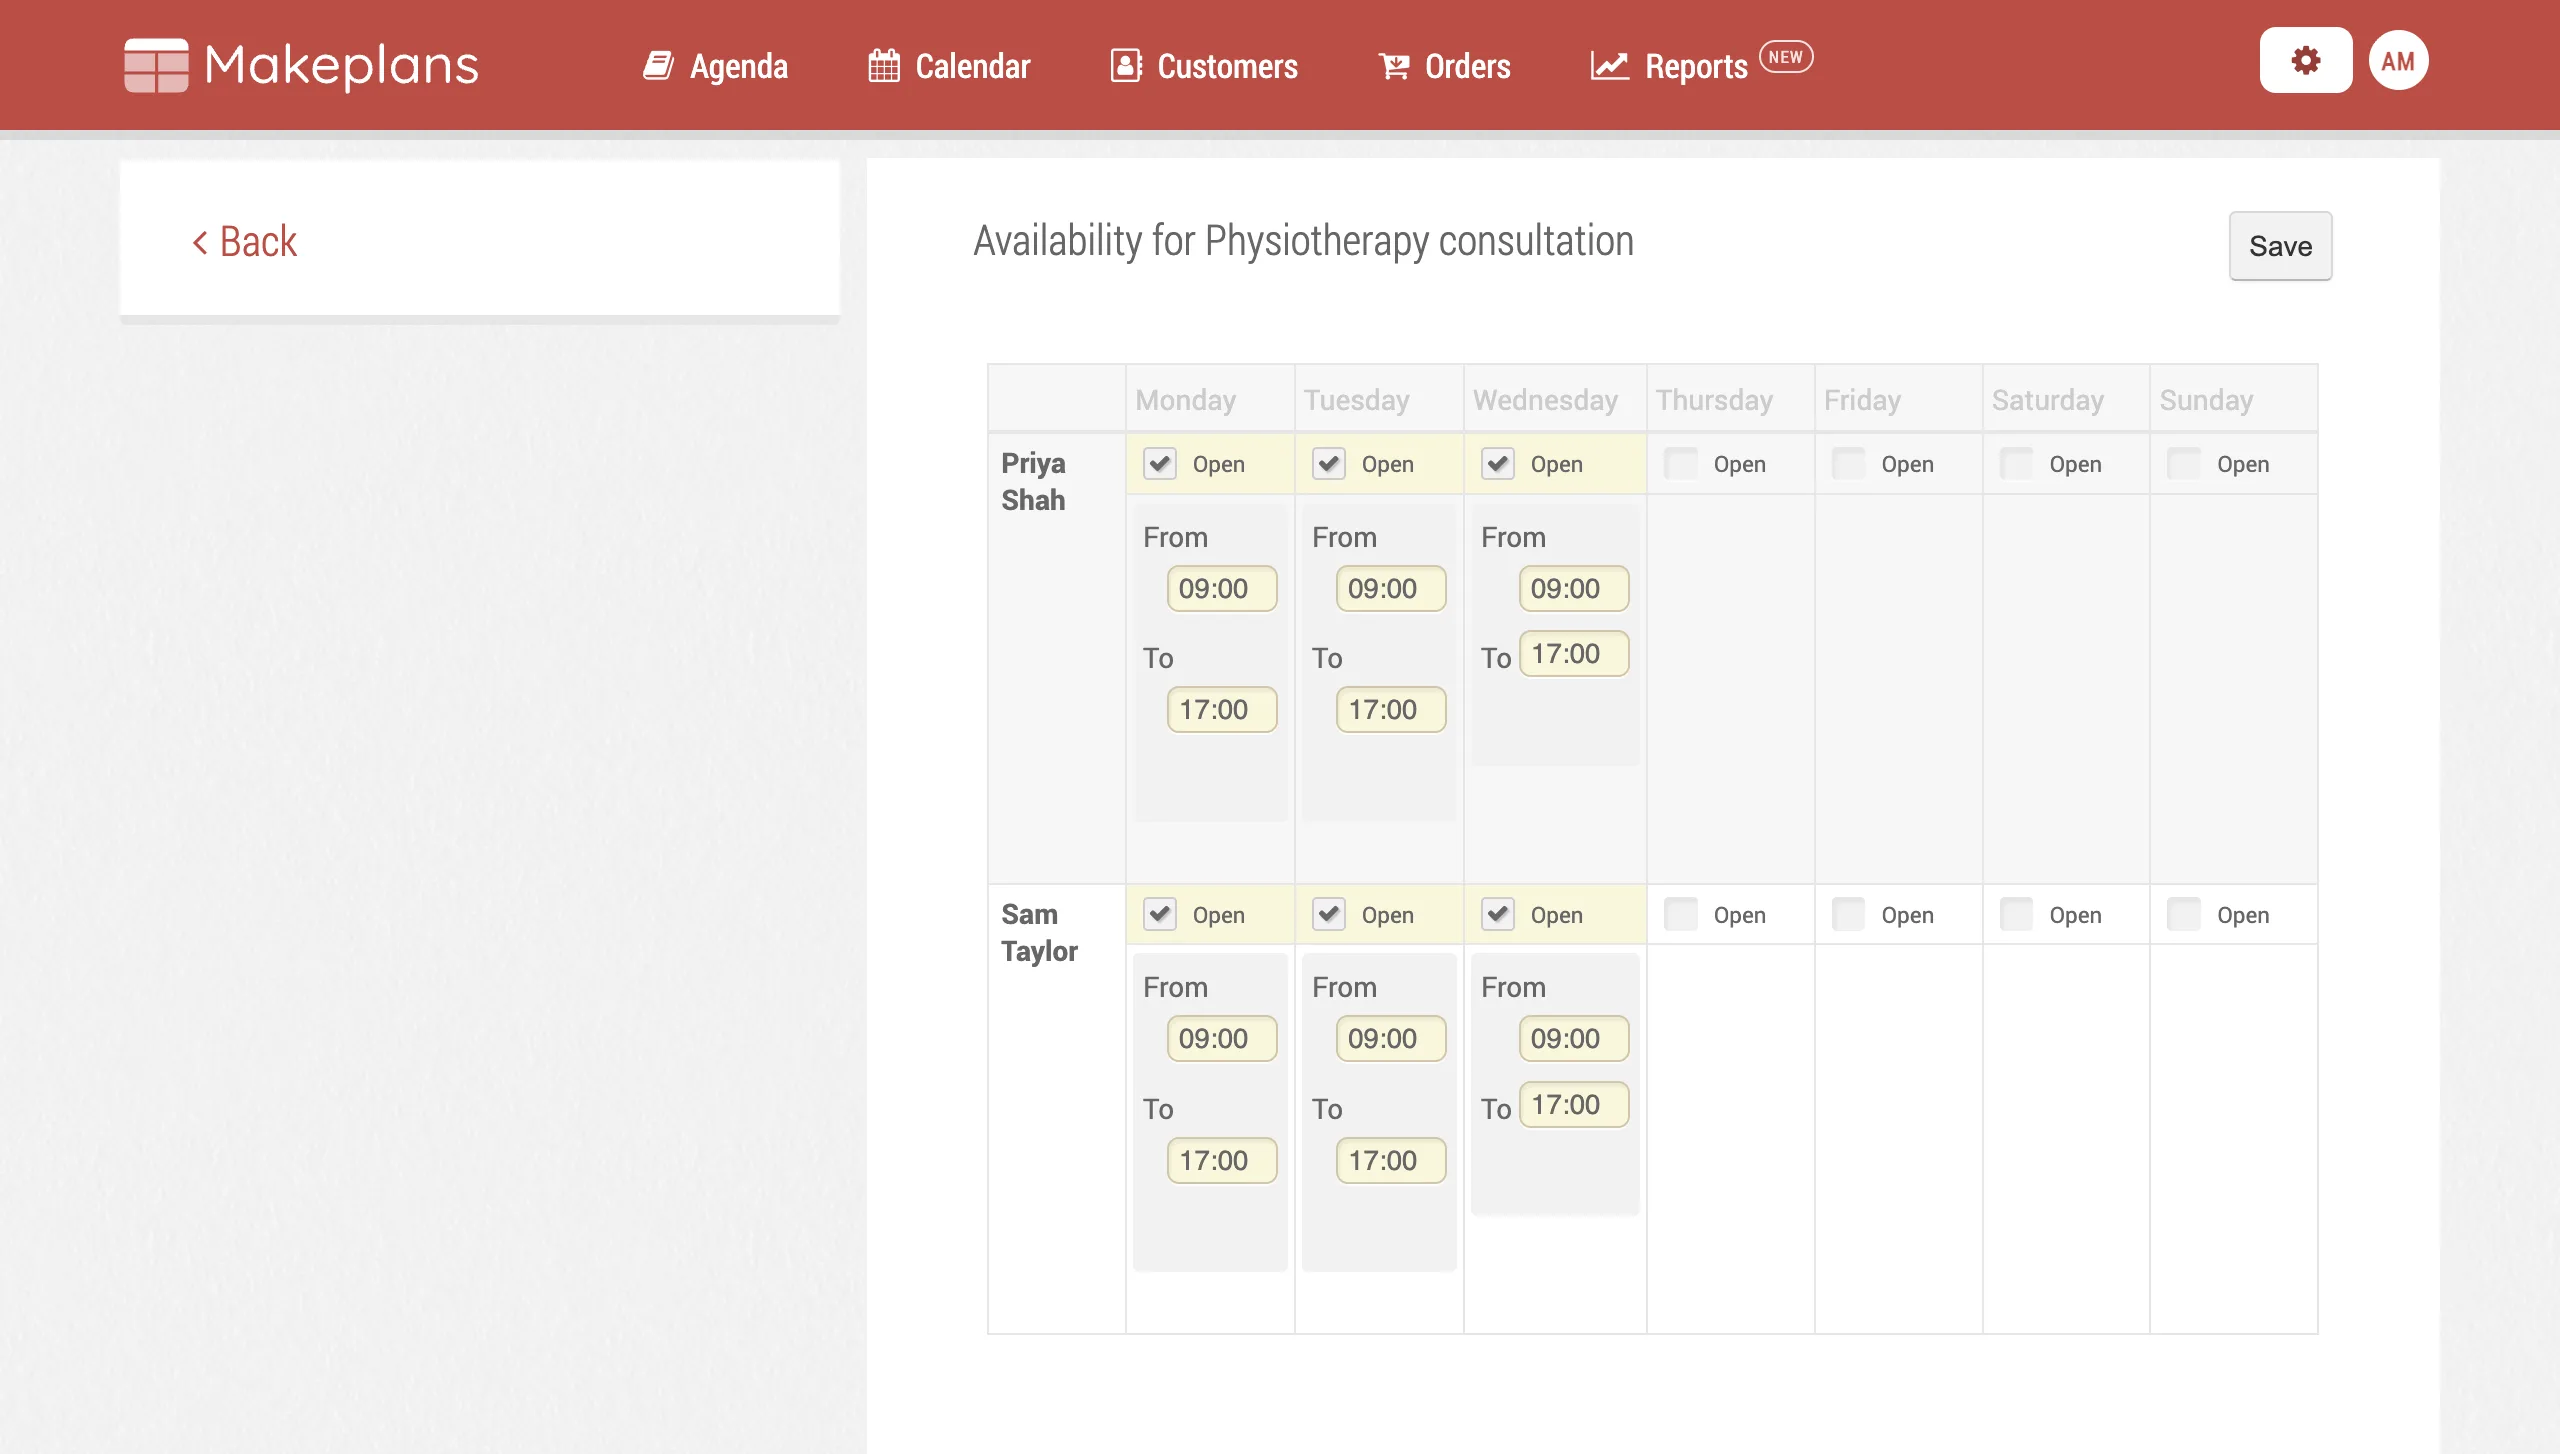 Makeplans
Agenda
Calendar
Customers
Orders
Reports NEW
AM
Back
Availability for Physiotherapy consultation
Save
Monday Tuesday Wednesday Thursday Friday Saturday Sunday
Priya Shah
Open Open Open Open Open Open Open
From From From
09:00 09:00 09:00
To To To 17:00
17:00 17:00
Sam Taylor
Open Open Open Open Open Open Open
From From From
09:00 09:00 09:00
To To To 17:00
17:00 17:00